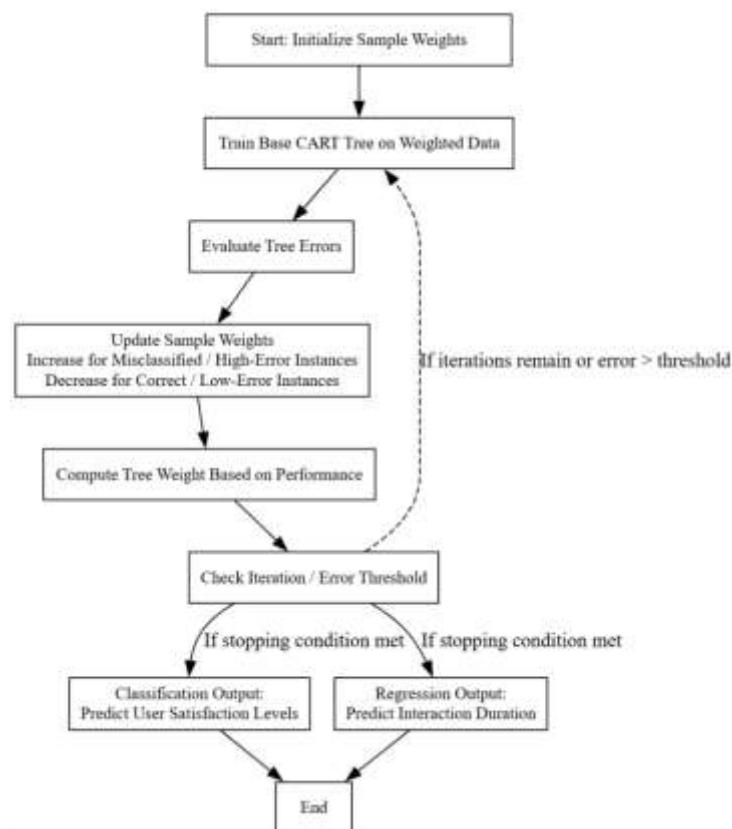 Start: Initialize Sample Weights
Train Base CART Tree on Weighted Data
Evaluate Tree Errors
Update Sample Weights
Increase for Misclassified / High-Error Instances
Decrease for Correct / Low-Error Instances
If iterations remain or error > threshold
Compute Tree Weight Based on Performance
Check Iteration / Error Threshold
If stopping condition met
If stopping condition met
Classification Output:
Predict User Satisfaction Levels
Regression Output:
Predict Interaction Duration
End